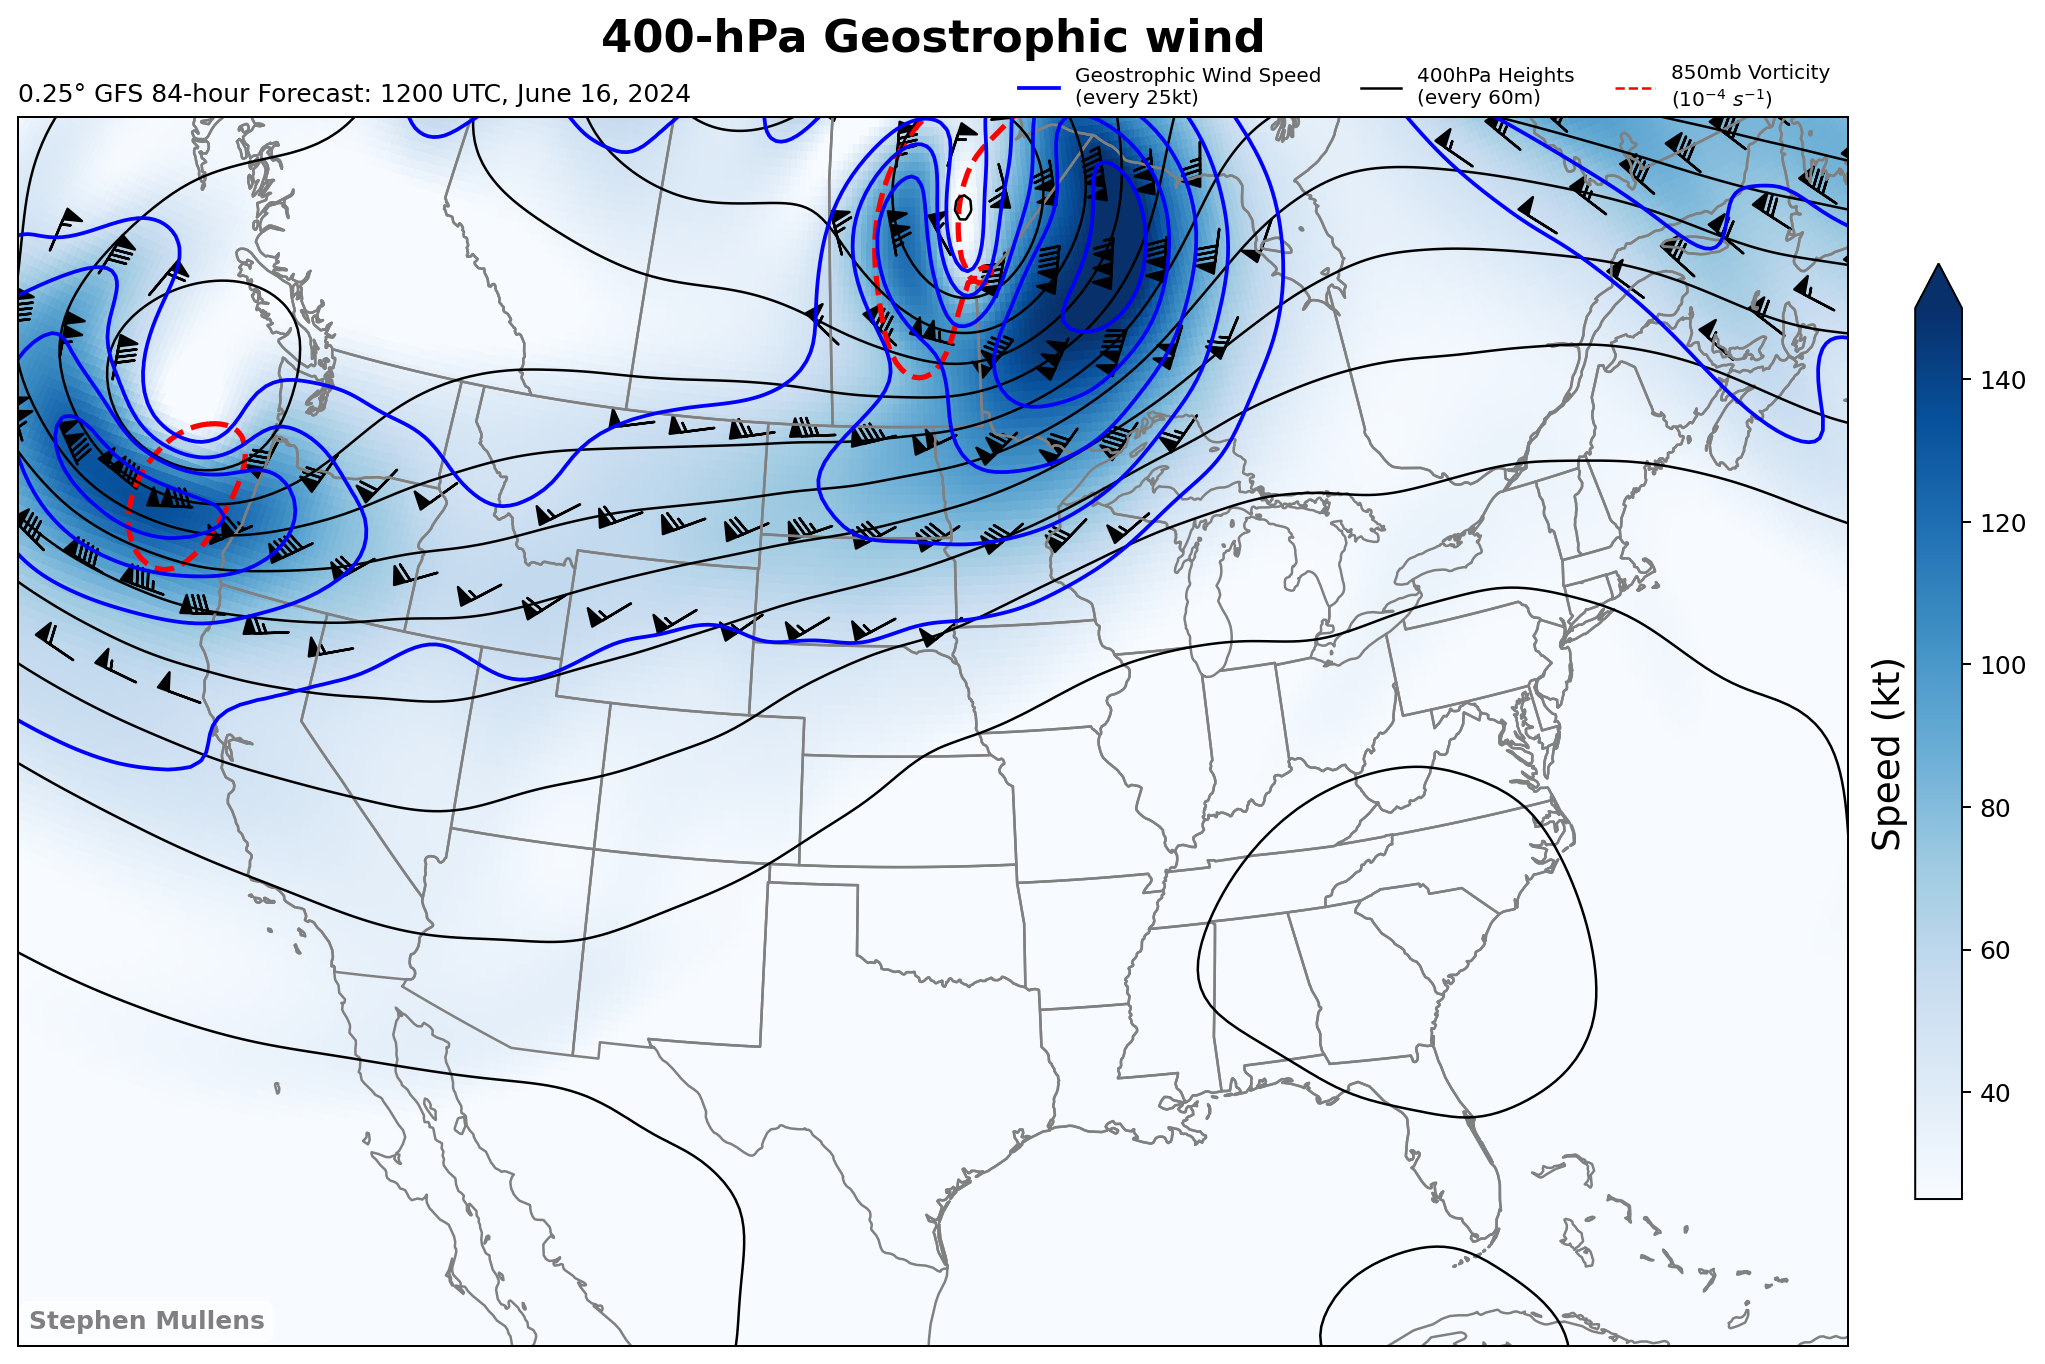 400-hPa Geostrophic wind
0.25° GFS 84-hour Forecast: 1200 UTC, June 16, 2024
Geostrophic Wind Speed
(every 25kt)
400hPa Heights
(every 60m)
850mb Vorticity
(10⁻⁴ s⁻¹)
140
120
100
80
60
40
Speed (kt)
Stephen Mullens